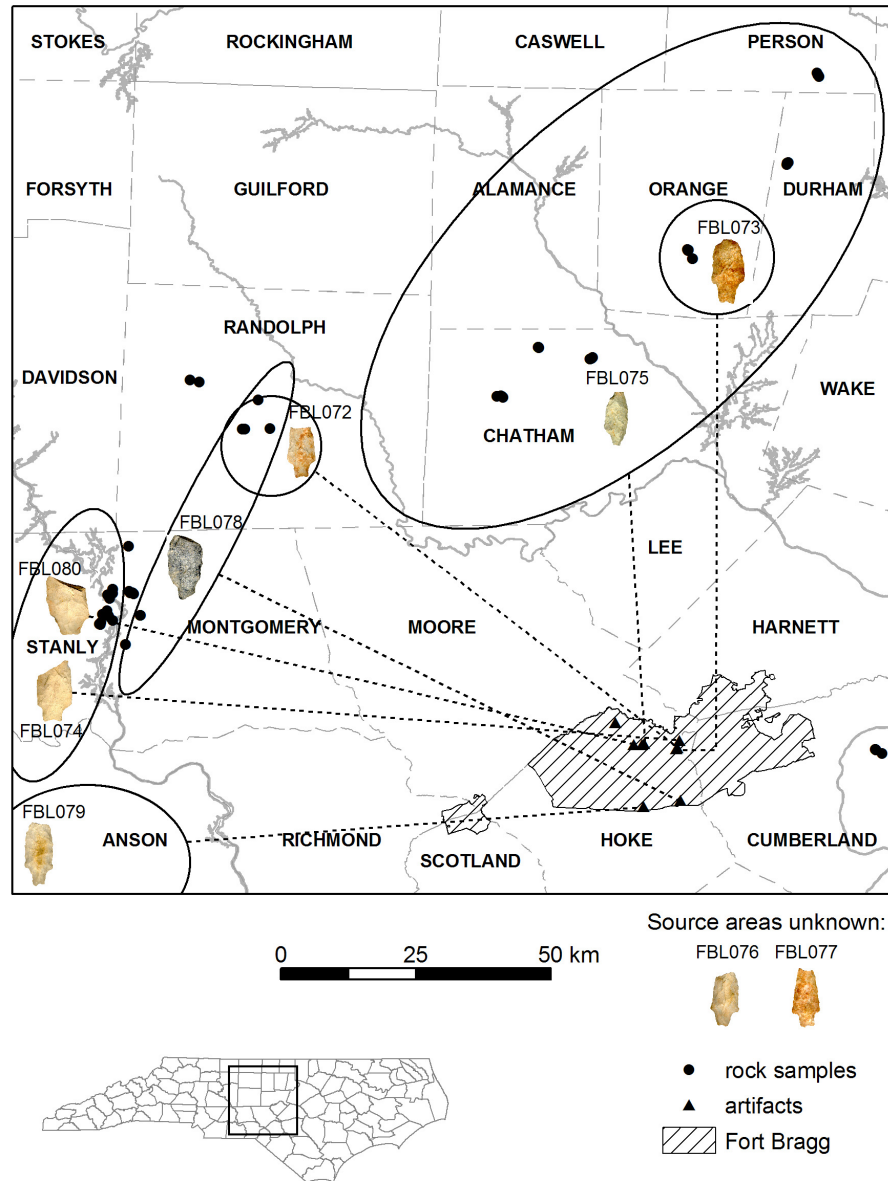 STOKES
ROCKINGHAM
CASWELL
PERSON
FORSYTH
GUILFORD
ALAMANCE
ORANGE
DURHAM
FBL073
RANDOLPH
DAVIDSON
FBL075
WAKE
FBL072
CHATHAM
FBL078
LEE
FBL080
STANLY
MONTGOMERY
MOORE
HARNETT
FBL074
FBL079
ANSON
RICHMOND
SCOTLAND
HOKE
CUMBERLAND
Source areas unknown:
FBL076
FBL077
0 25 50 km
rock samples
artifacts
Fort Bragg